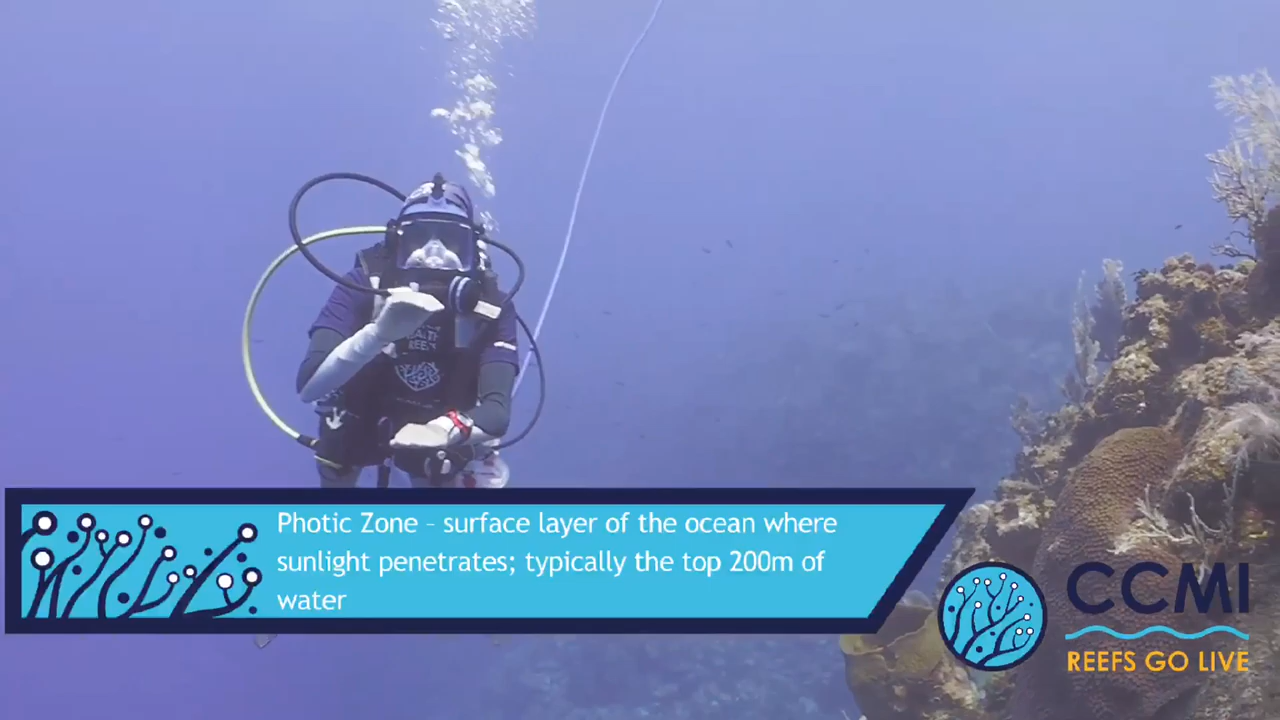 REEF
Photic Zone – surface layer of the ocean where
sunlight penetrates; typically the top 200m of
water
CCMI
REEFS GO LIVE